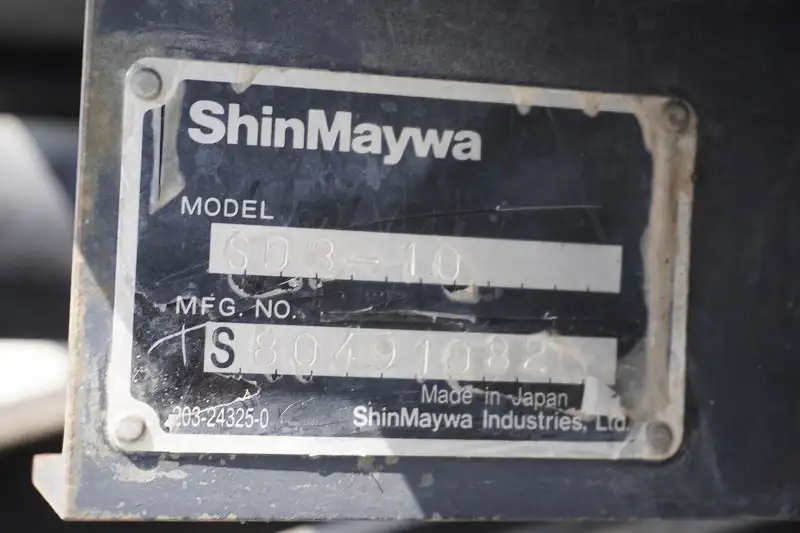 ShinMaywa
MODEL
SD3-10
MFG. NO.
S80491082
Made in Japan
203-24325-0
ShinMaywa Industries, Ltd.